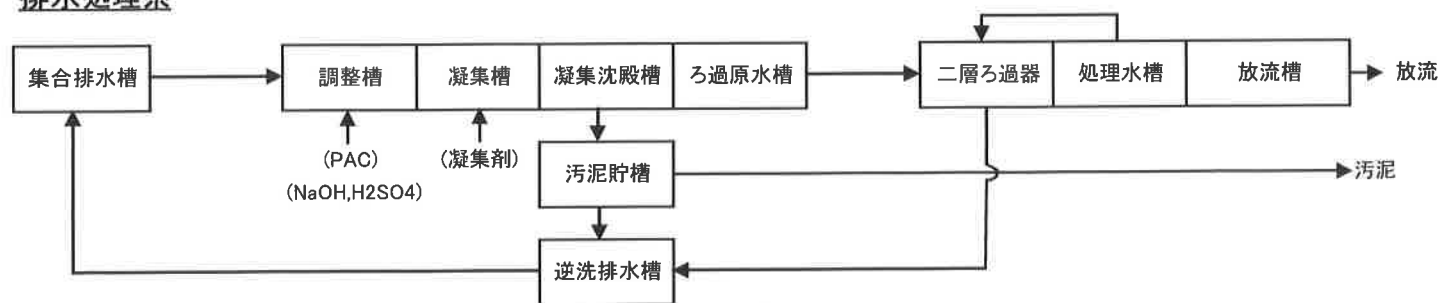 排水処理系
集合排水槽
調整槽
凝集槽
凝集沈殿槽
ろ過原水槽
二層ろ過器
処理水槽
放流槽
放流
(PAC)
(NaOH,H2SO4)
(凝集剤)
汚泥貯槽
汚泥
逆洗排水槽